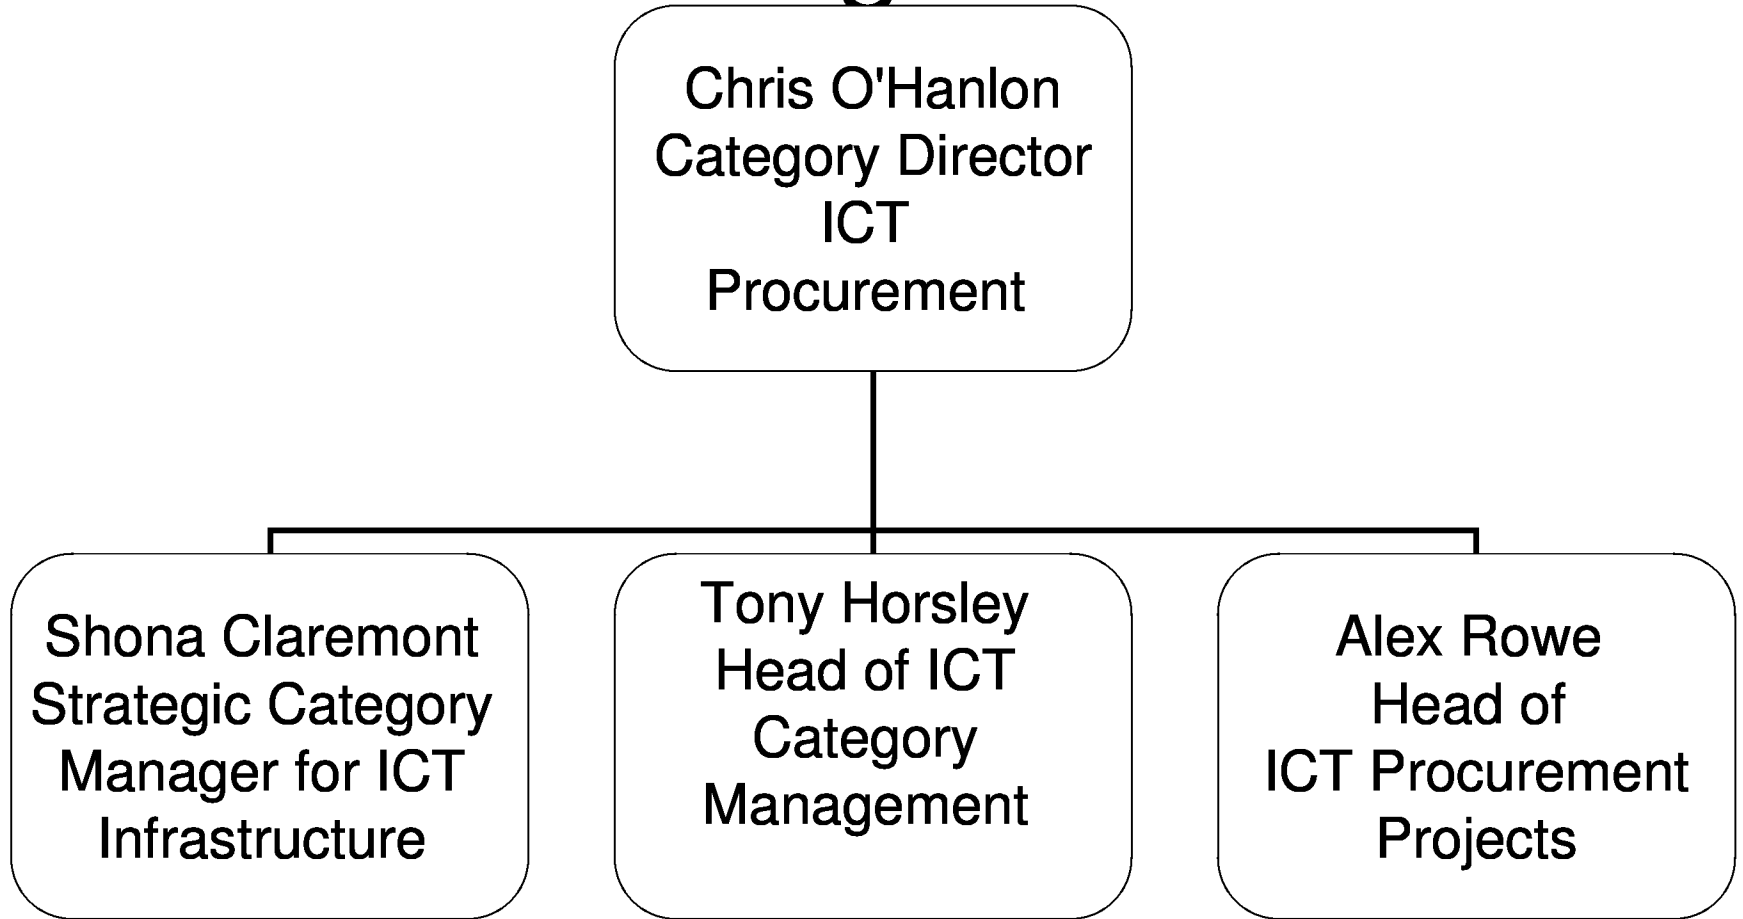 Chris O'Hanlon
Category Director
ICT
Procurement
Shona Claremont
Strategic Category
Manager for ICT
Infrastructure
Tony Horsley
Head of ICT
Category
Management
Alex Rowe
Head of
ICT Procurement
Projects